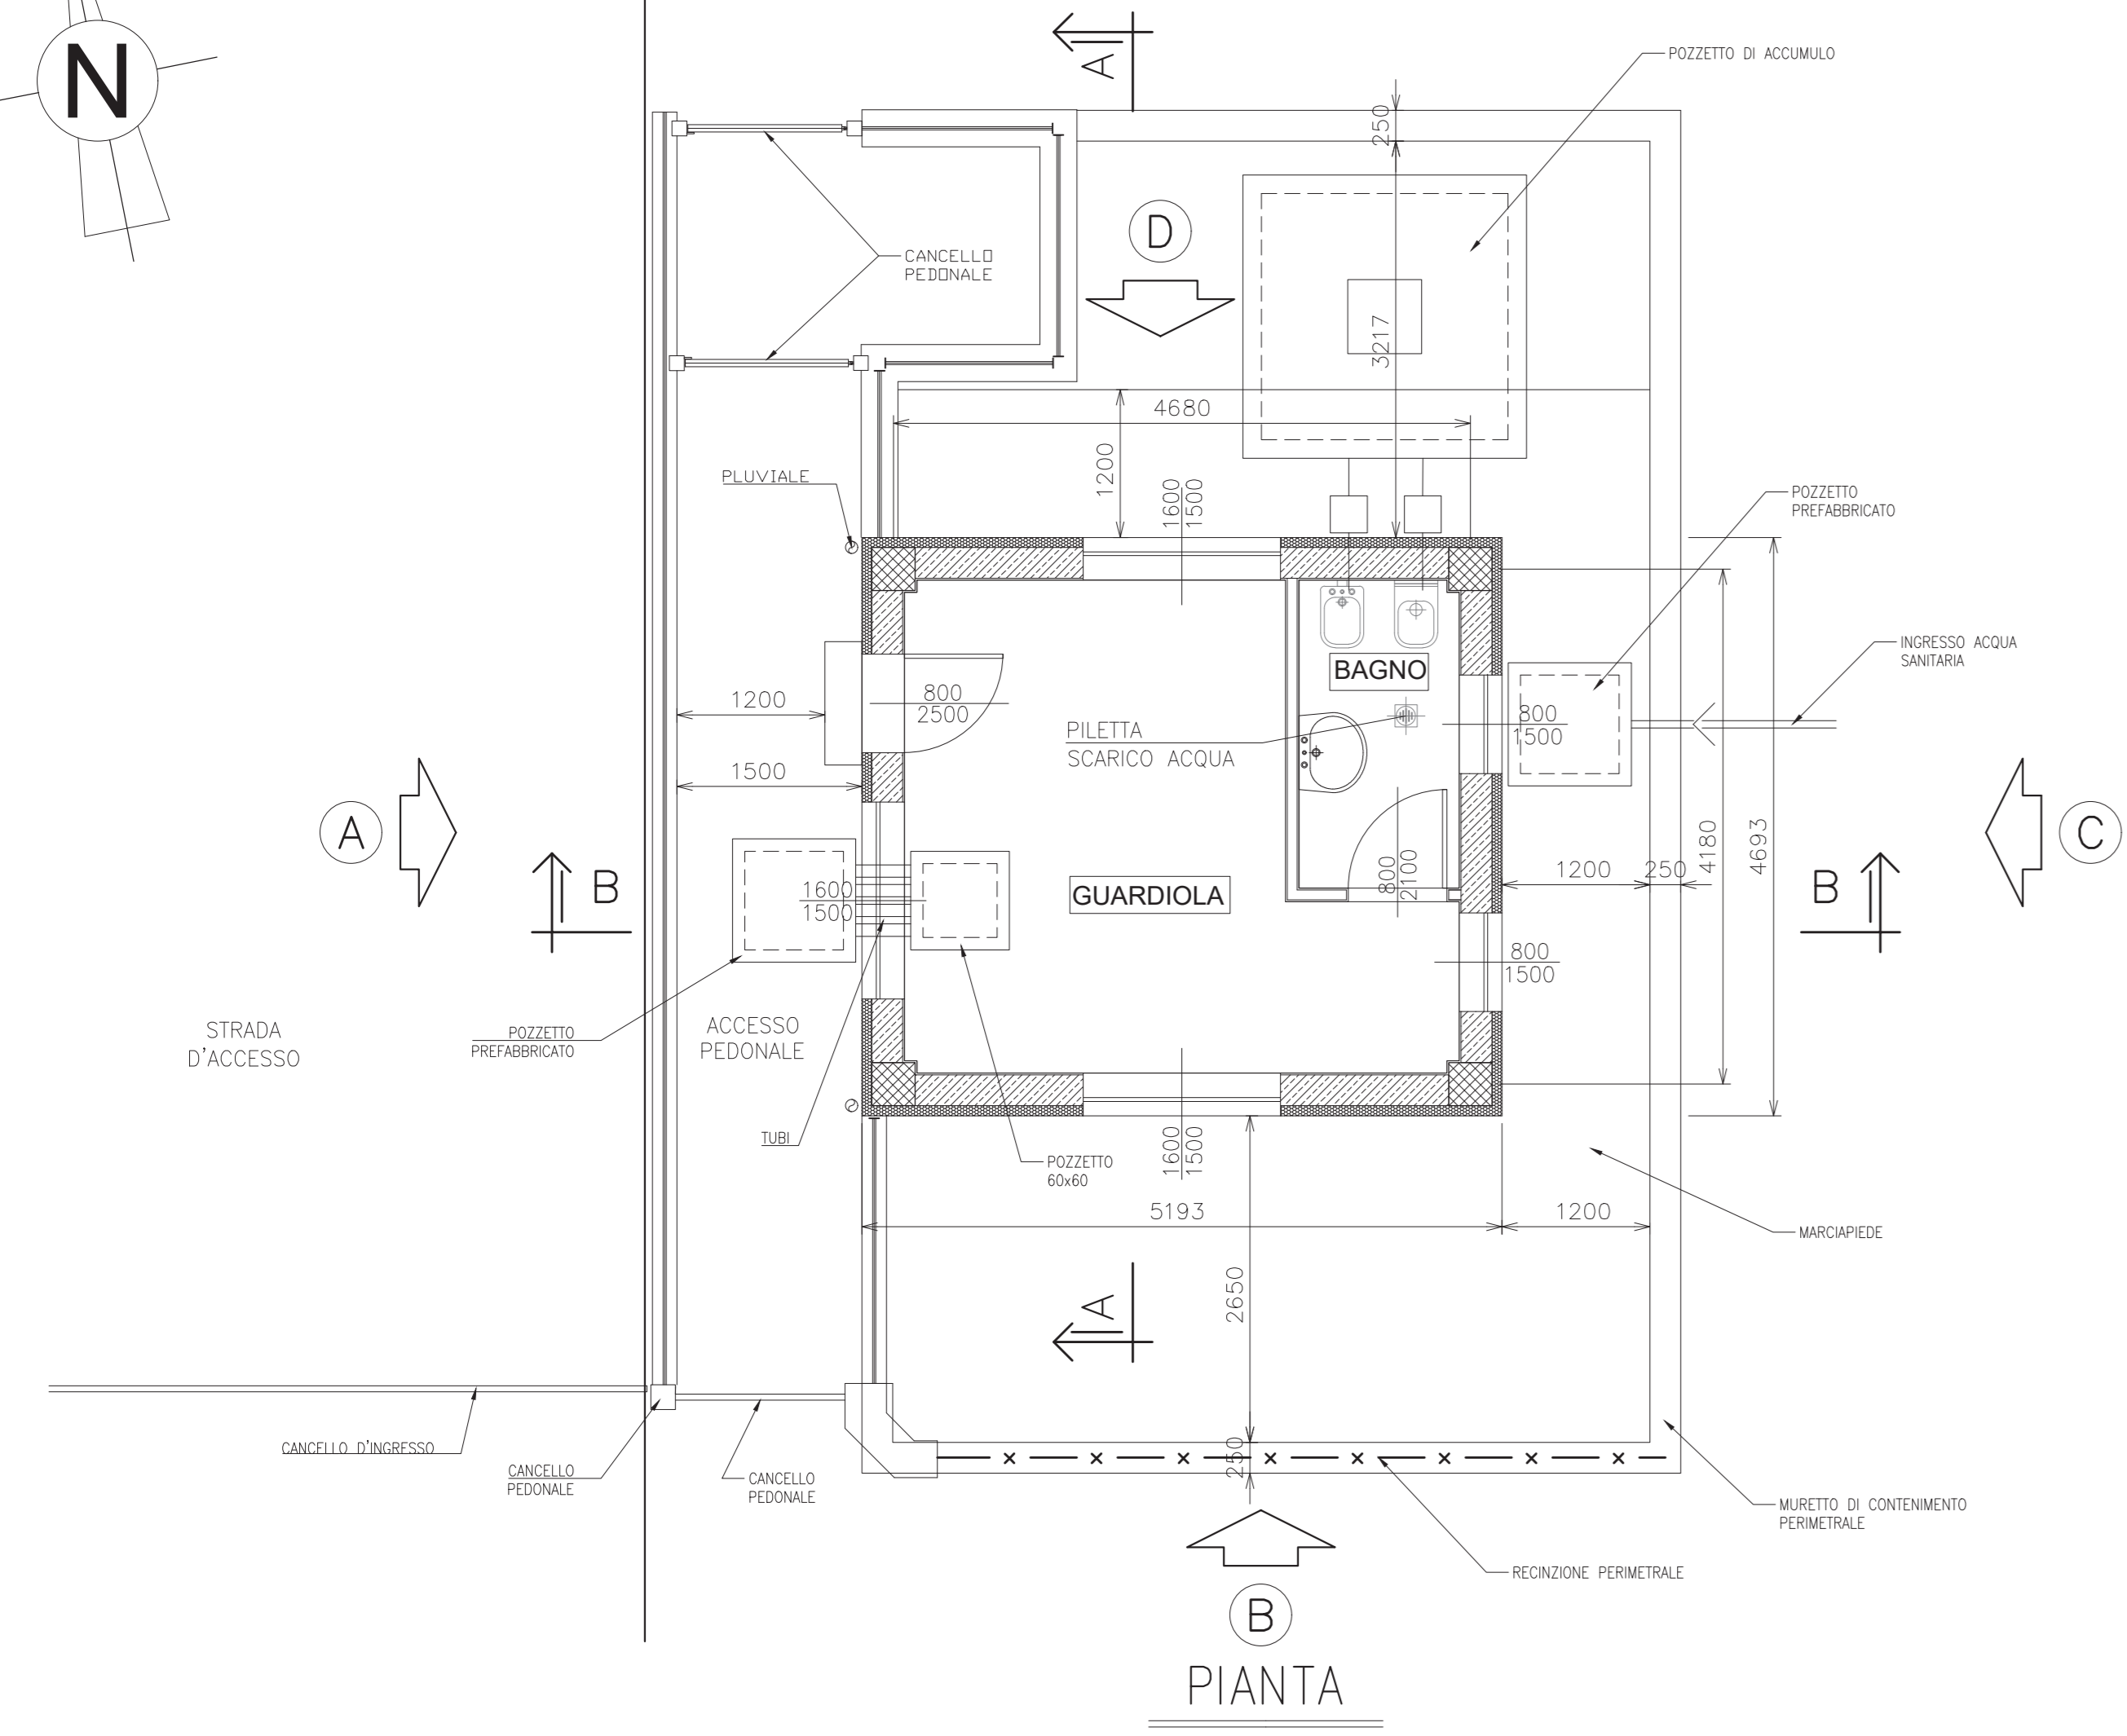 N
A
POZZETTO DI ACCUMULO
250
D
CANCELLO
PEDONALE
3217
4680
1200
PLUVIALE
1600
1500
POZZETTO
PREFABBRICATO
INGRESSO ACQUA
SANITARIA
BAGNO
800
2500
1200
800
1500
PILETTA
SCARICO ACQUA
1500
A
C
4180
4693
800
2100
1200
250
B
B
1600
1500
GUARDIOLA
800
1500
STRADA
D'ACCESSO
POZZETTO
PREFABBRICATO
ACCESSO
PEDONALE
TUBI
POZZETTO
60x60
1600
1500
5193
1200
MARCIAPIEDE
2650
A
CANCELLO D'INGRESSO
CANCELLO
PEDONALE
CANCELLO
PEDONALE
250
MURETTO DI CONTENIMENTO
PERIMETRALE
RECINZIONE PERIMETRALE
B
PIANTA